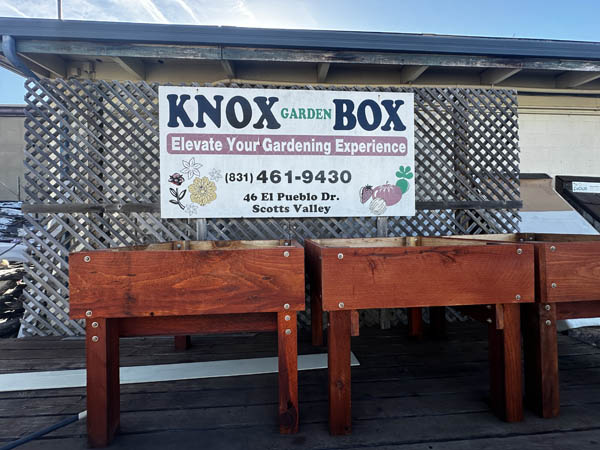 KNOX GARDEN BOX
Elevate Your Gardening Experience
(831) 461-9430
46 El Pueblo Dr.
Scotts Valley